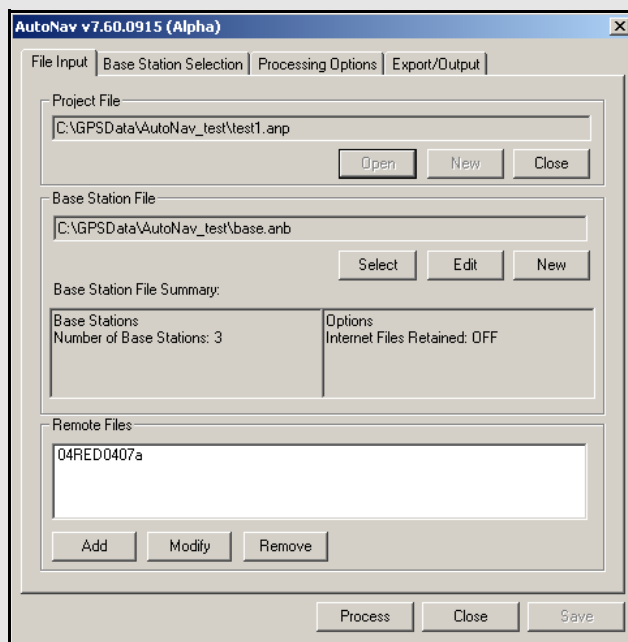 AutoNav v7.60.0915 (Alpha)
File Input Base Station Selection Processing Options Export/Output
Project File
C:\GPSData\AutoNav_test\test1.anp
Open New Close
Base Station File
C:\GPSData\AutoNav_test\base.anb
Select Edit New
Base Station File Summary:
Base Stations Options
Number of Base Stations: 3 Internet Files Retained: OFF
Remote Files
04RED0407a
Add Modify Remove
Process Close Save